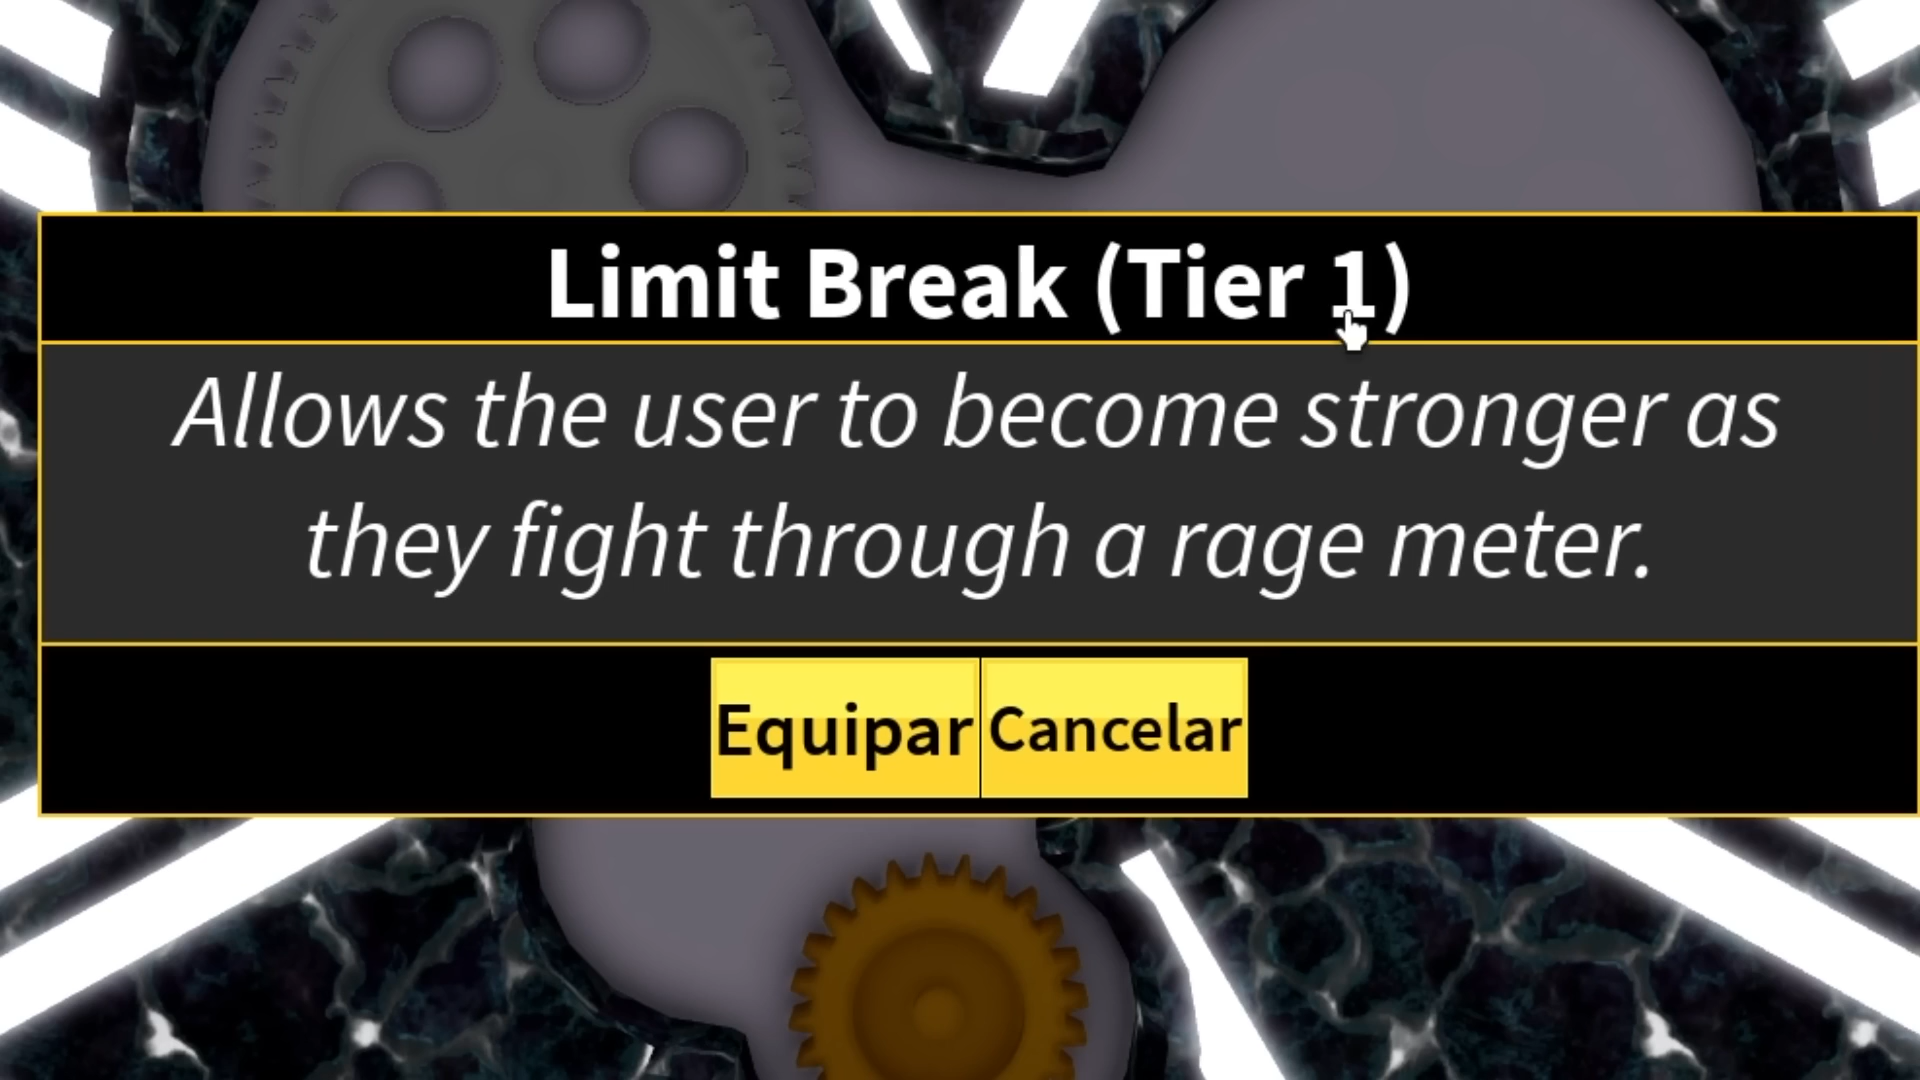 Limit Break (Tier 1)
Allows the user to become stronger as
they fight through a rage meter.
Equipar Cancelar